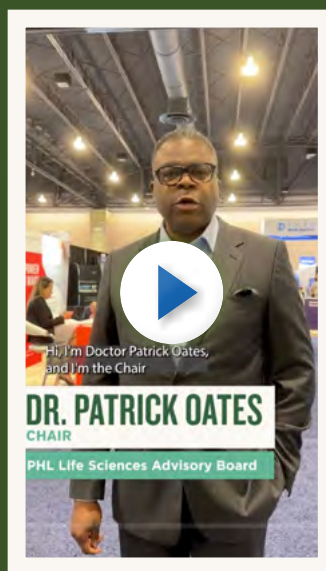 Hi, I'm Doctor Patrick Oates,
and I'm the Chair
DR. PATRICK OATES
CHAIR
PHL Life Sciences Advisory Board